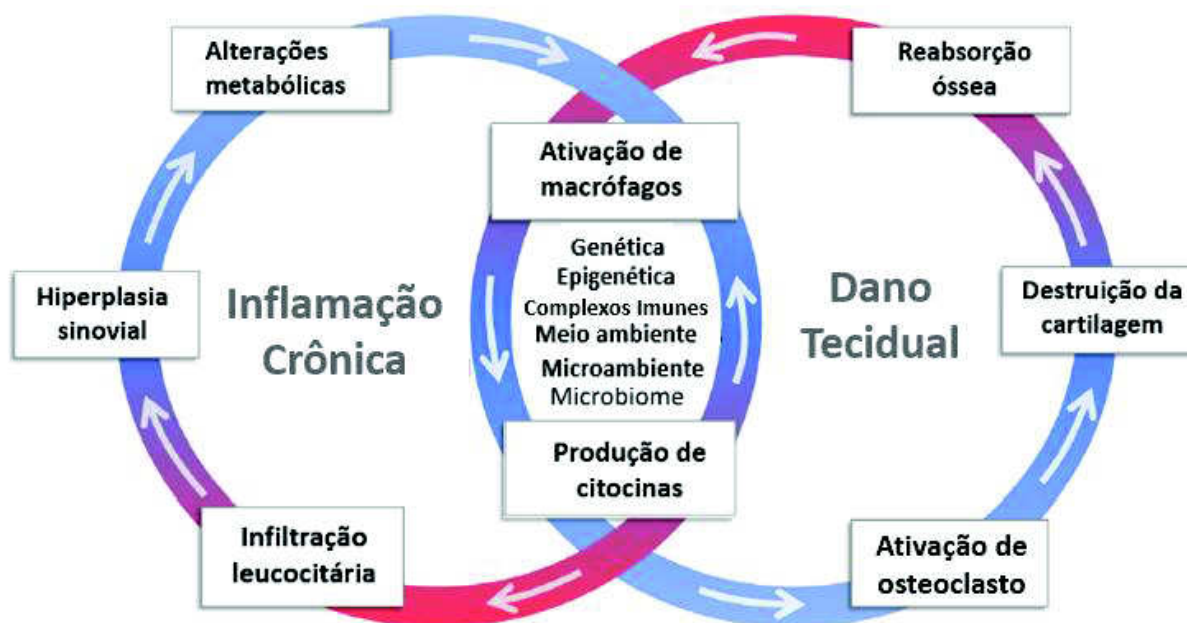 Alterações
metabólicas
Reabsorção
óssea
Ativação de
macrófagos
Genética
Epigenética
Complexos Imunes
Meio ambiente
Microambiente
Microbiome
Hiperplasia
sinovial
Inflamação
Crônica
Dano
Tecidual
Destruição da
cartilagem
Produção de
citocinas
Infiltração
leucocitária
Ativação de
osteoclasto